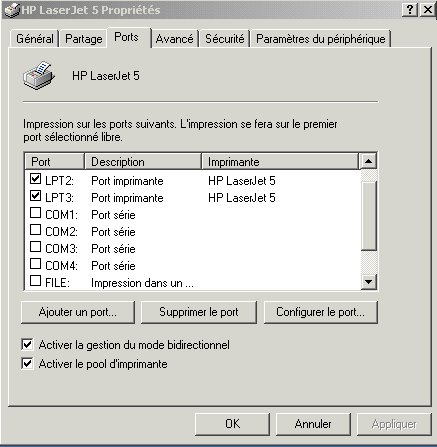 HP LaserJet 5 Propriétés
Général Partage Ports Avancé Sécurité Paramètres du périphérique
HP LaserJet 5
Impression sur les ports suivants. L'impression se fera sur le premier
port sélectionné libre.
Port Description Imprimante
LPT2: Port imprimante HP LaserJet 5
LPT3: Port imprimante HP LaserJet 5
COM1: Port série
COM2: Port série
COM3: Port série
COM4: Port série
FILE: Impression dans un ...
Ajouter un port... Supprimer le port Configurer le port...
Activer la gestion du mode bidirectionnel
Activer le pool d'imprimante
OK Annuler Appliquer